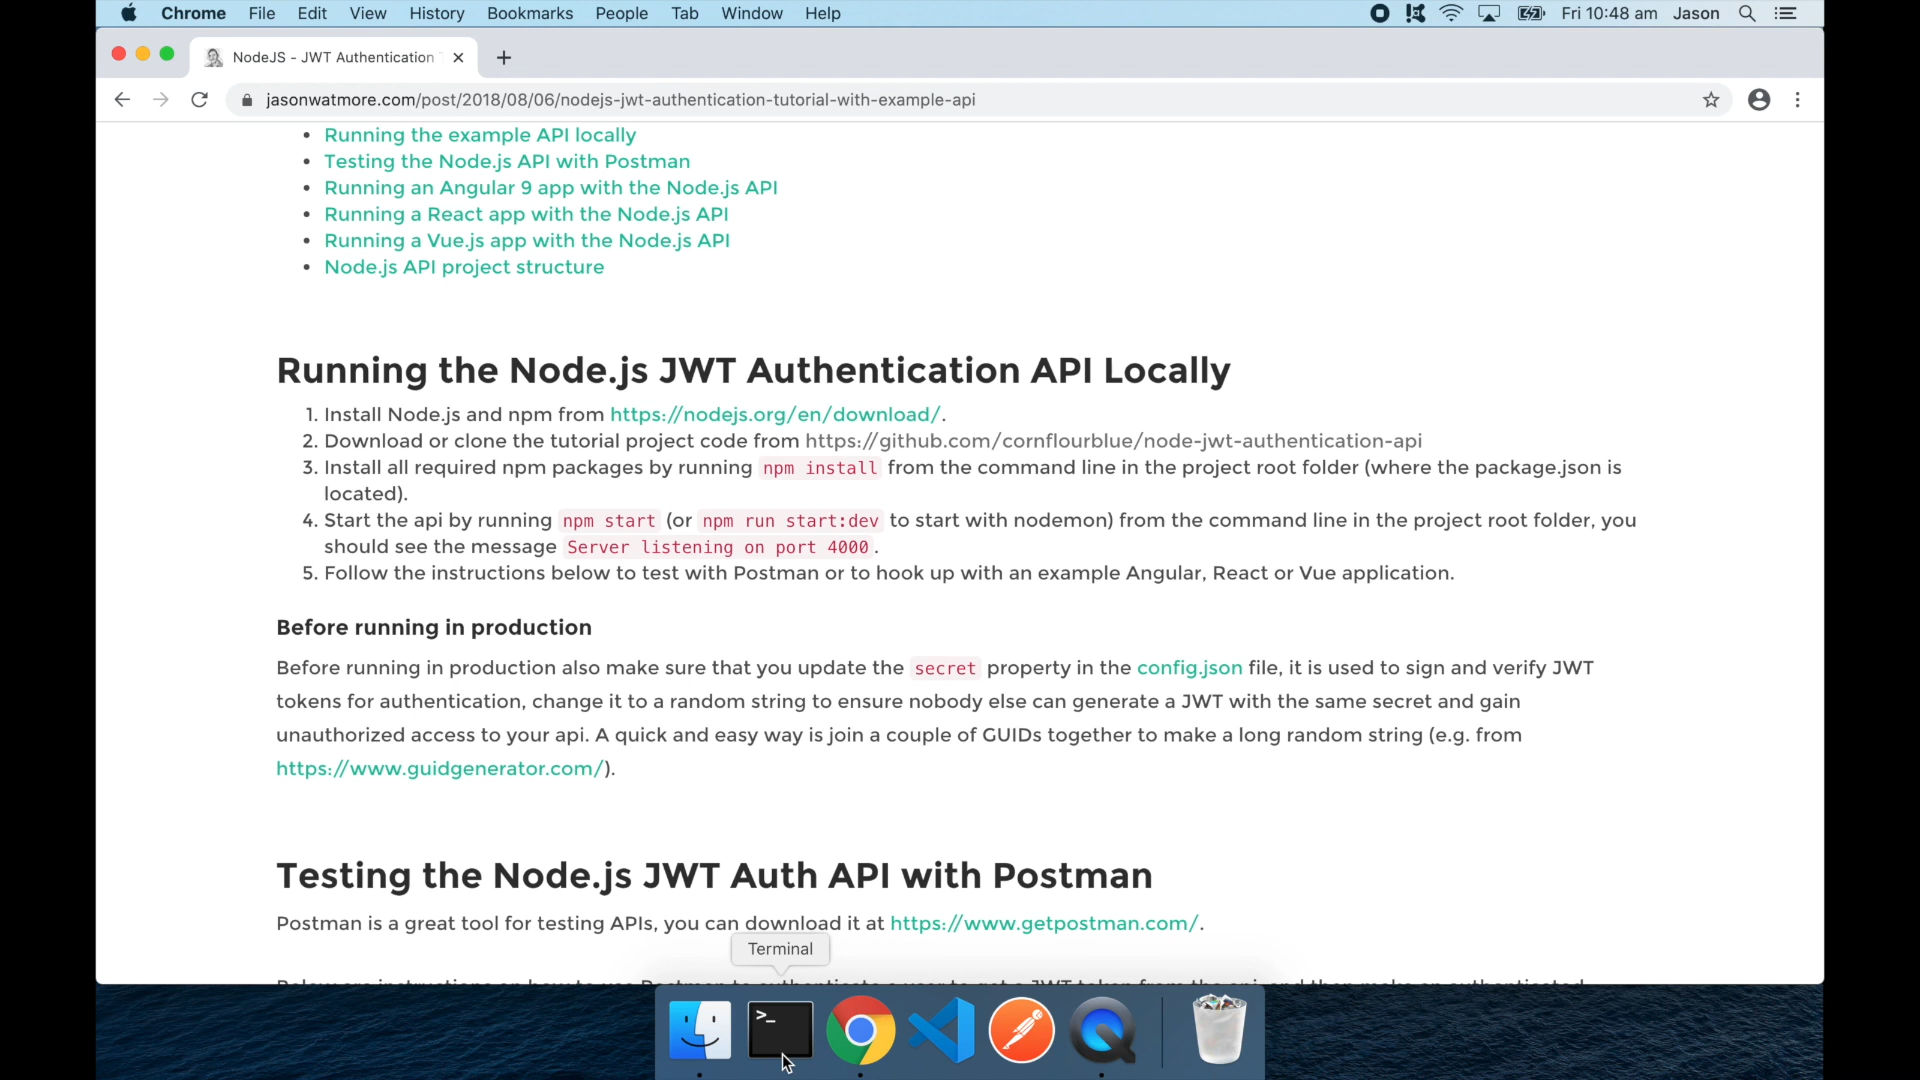 Chrome File Edit View History Bookmarks People Tab Window Help Fri 10:48 am Jason
NodeJS - JWT Authentication
jasonwatmore.com/post/2018/08/06/nodejs-jwt-authentication-tutorial-with-example-api
• Running the example API locally
• Testing the Node.js API with Postman
• Running an Angular 9 app with the Node.js API
• Running a React app with the Node.js API
• Running a Vue.js app with the Node.js API
• Node.js API project structure
Running the Node.js JWT Authentication API Locally
1. Install Node.js and npm from https://nodejs.org/en/download/.
2. Download or clone the tutorial project code from https://github.com/cornflourblue/node-jwt-authentication-api
3. Install all required npm packages by running npm install from the command line in the project root folder (where the package.json is
located).
4. Start the api by running npm start (or npm run start:dev to start with nodemon) from the command line in the project root folder, you
should see the message Server listening on port 4000.
5. Follow the instructions below to test with Postman or to hook up with an example Angular, React or Vue application.
Before running in production
Before running in production also make sure that you update the secret property in the config.json file, it is used to sign and verify JWT
tokens for authentication, change it to a random string to ensure nobody else can generate a JWT with the same secret and gain
unauthorized access to your api. A quick and easy way is join a couple of GUIDs together to make a long random string (e.g. from
https://www.guidgenerator.com/).
Testing the Node.js JWT Auth API with Postman
Postman is a great tool for testing APIs, you can download it at https://www.getpostman.com/.
Terminal
>_